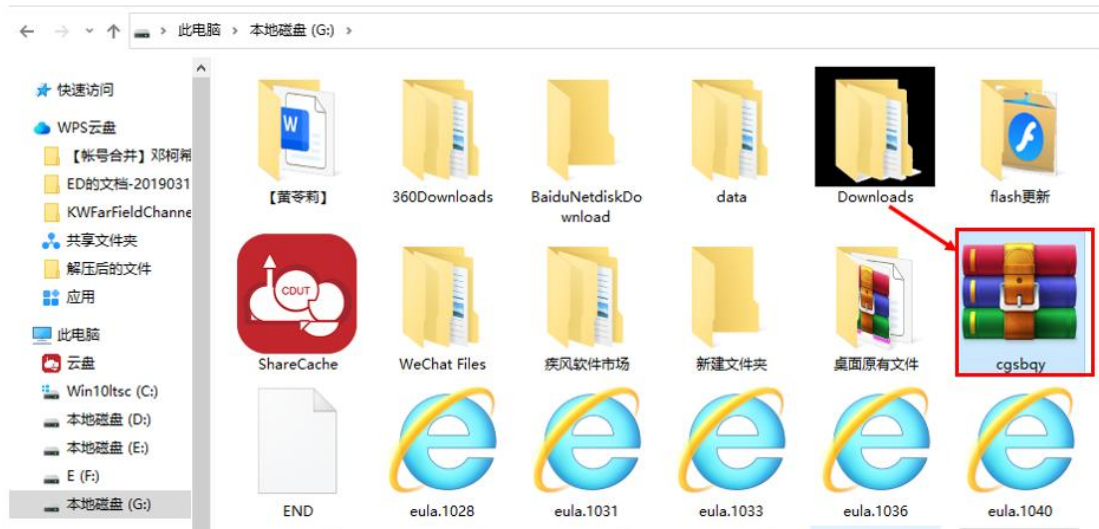 此电脑 › 本地磁盘 (G:) ›
快速访问
WPS云盘
【帐号合并】邓柯希
ED的文档-2019031
KWFarFieldChanne
共享文件夹
解压后的文件
应用
此电脑
云盘
Win10ltsc (C:)
本地磁盘 (D:)
本地磁盘 (E:)
E (F:)
本地磁盘 (G:)
W
【黄苓莉】
360Downloads
BaiduNetdiskDo
wnload
data
Downloads
flash更新
CDUT
ShareCache
WeChat Files
疾风软件市场
新建文件夹
桌面原有文件
cgsbqy
END
eula.1028
eula.1031
eula.1033
eula.1036
eula.1040